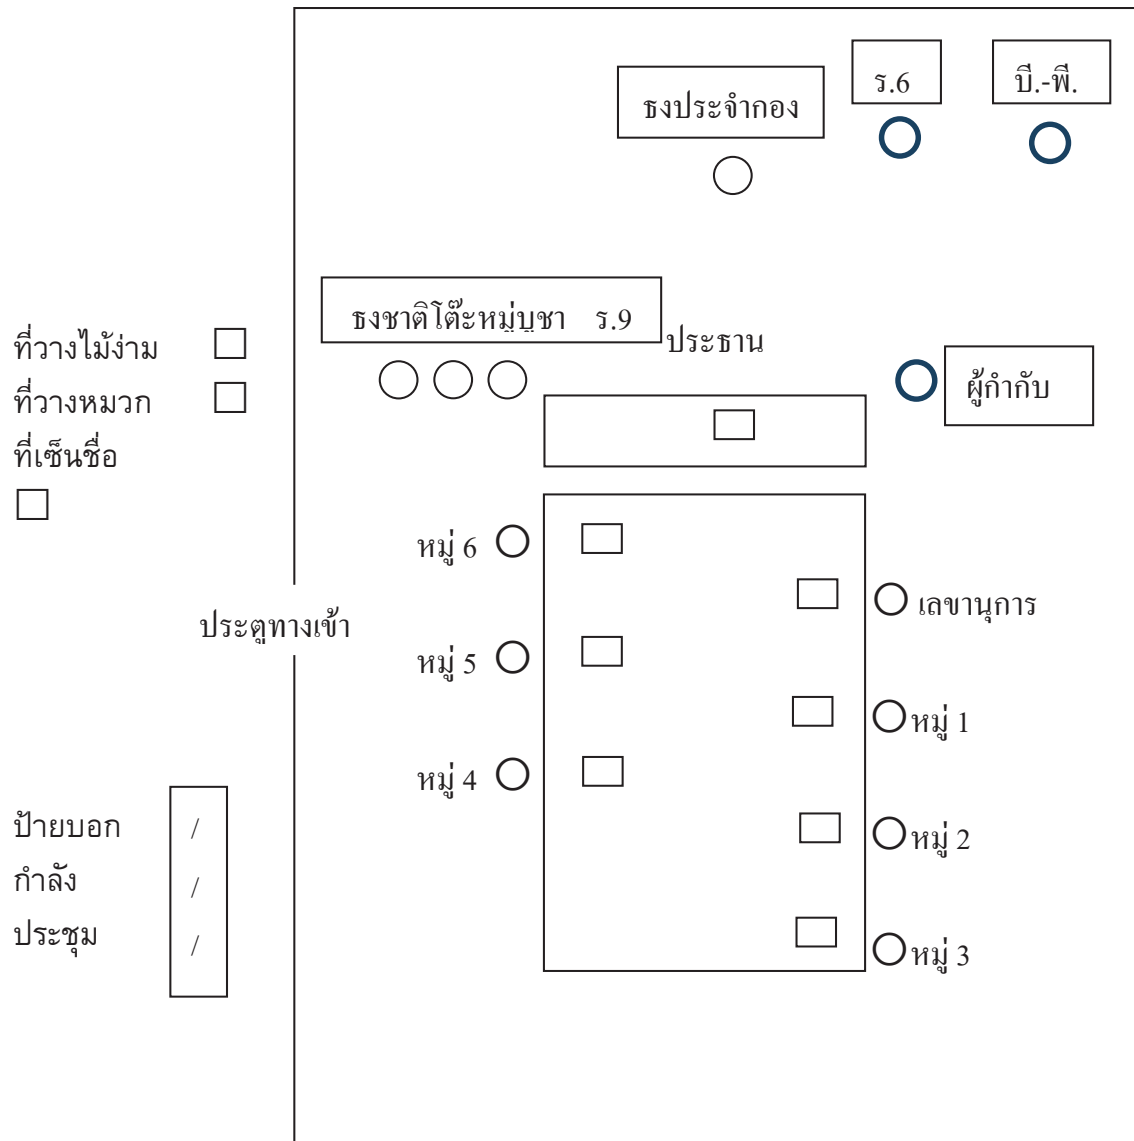 ร.6
บี.-พี.
ธงประจำกอง
ธงชาติโต๊ะหมู่บูชา ร.9
ประธาน
ที่วางไม้ง่าม
ที่วางหมวก
ที่เซ็นชื่อ
ผู้กำกับ
หมู่ 6
เลขานุการ
ประตูทางเข้า
หมู่ 5
หมู่ 1
หมู่ 4
ป้ายบอก /
หมู่ 2
กำลัง /
ประชุม /
หมู่ 3